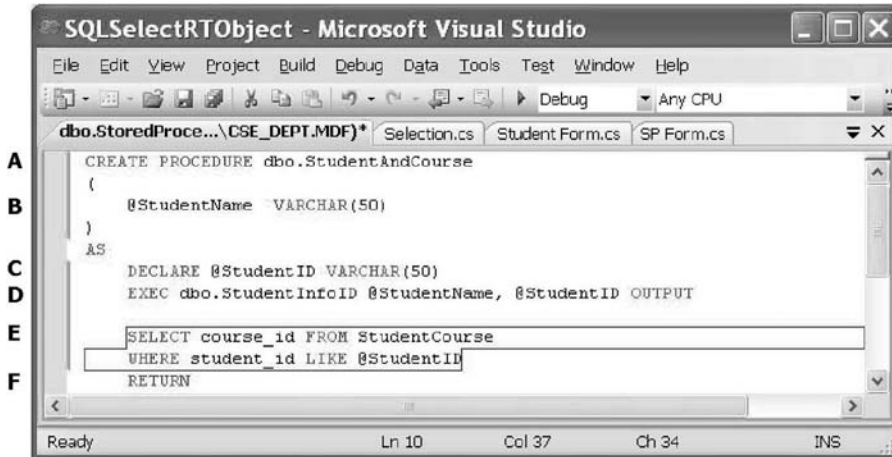 SQLSelectRTObject - Microsoft Visual Studio
File Edit View Project Build Debug Data Tools Test Window Help
Debug Any CPU
dbo.StoredProce...\CSE_DEPT.MDF)* Selection.cs Student Form.cs SP Form.cs
A CREATE PROCEDURE dbo.StudentAndCourse
(
B @StudentName VARCHAR(50)
)
AS
C DECLARE @StudentID VARCHAR(50)
D EXEC dbo.StudentInfoID @StudentName, @StudentID OUTPUT
E SELECT course_id FROM StudentCourse
WHERE student_id LIKE @StudentID
F RETURN
Ready Ln 10 Col 37 Ch 34 INS